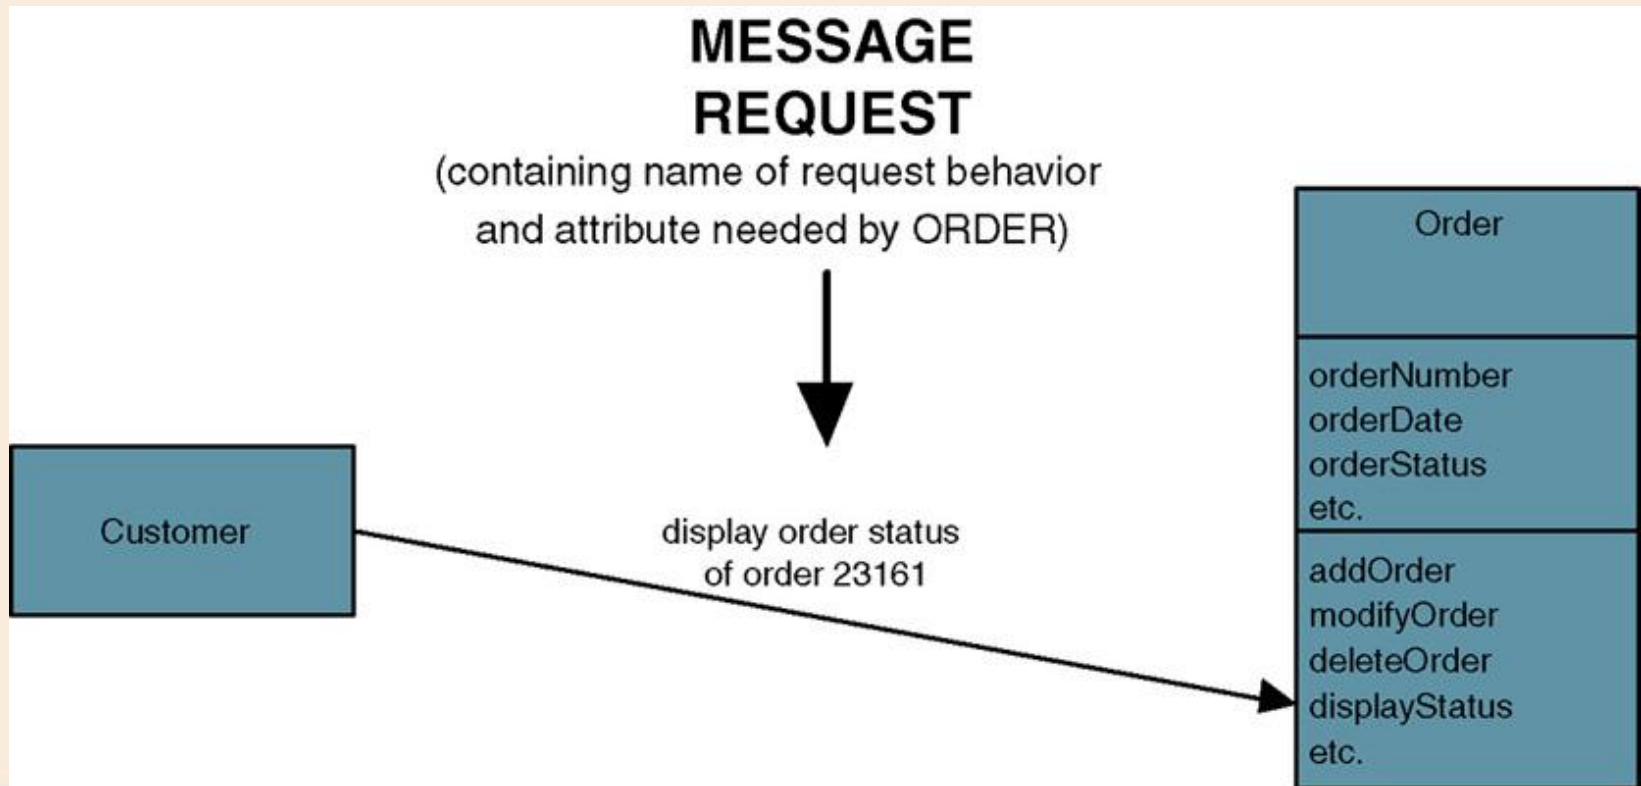 MESSAGE
REQUEST
(containing name of request behavior
and attribute needed by ORDER)
Order
orderNumber
orderDate
orderStatus
etc.
Customer
display order status
of order 23161
addOrder
modifyOrder
deleteOrder
displayStatus
etc.